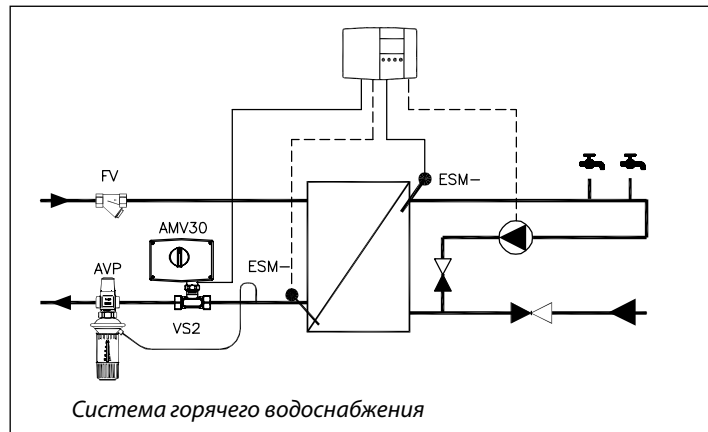 FV
ESM-
AMV30
AVP
ESM-
VS2
Система горячего водоснабжения